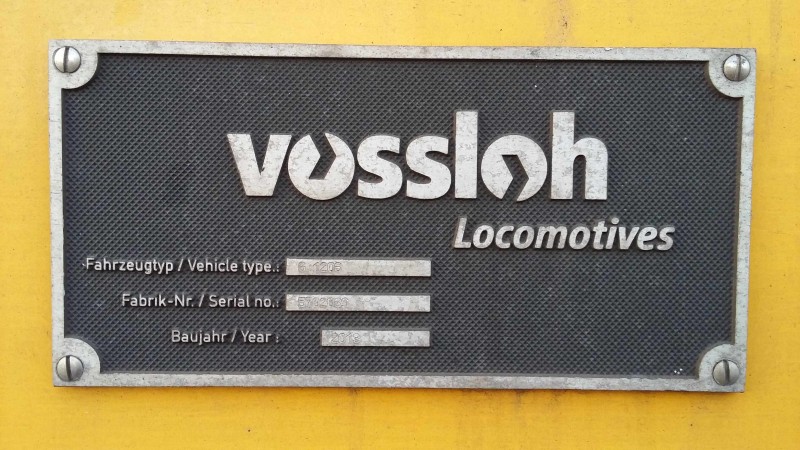 vossloh
Locomotives
Fahrzeugtyp / Vehicle type.:
Fabrik-Nr. / Serial no.:
Baujahr / Year :